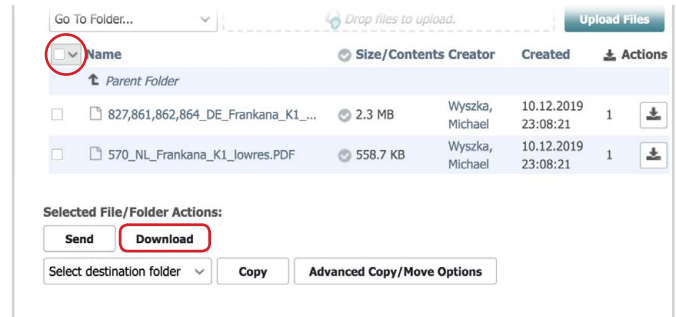 Go To Folder... Drop files to upload. Upload Files
Name Size/Contents Creator Created Actions
Parent Folder
827,861,862,864_DE_Frankana_K1_... 2.3 MB Wyszka, Michael 10.12.2019 23:08:21 1
570_NL_Frankana_K1_lowres.PDF 558.7 KB Wyszka, Michael 10.12.2019 23:08:21 1
Selected File/Folder Actions:
Send Download
Select destination folder Copy Advanced Copy/Move Options